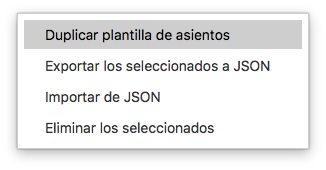 Duplicar plantilla de asientos
Exportar los seleccionados a JSON
Importar de JSON
Eliminar los seleccionados